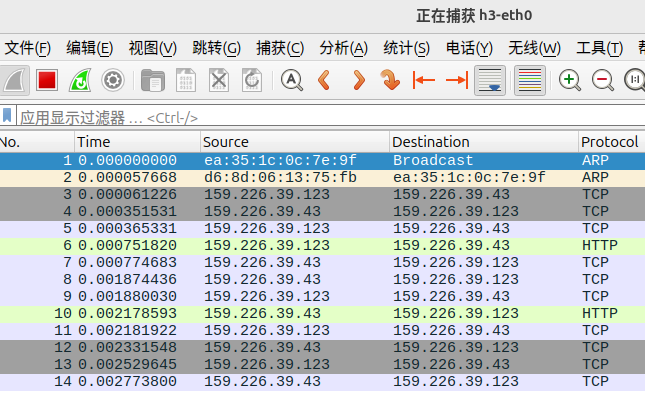 正在捕获 h3-eth0
文件(F) 编辑(E) 视图(V) 跳转(G) 捕获(C) 分析(A) 统计(S) 电话(Y) 无线(W) 工具(T)
应用显示过滤器 … <Ctrl-/>
No. Time Source Destination Protocol
1 0.000000000 ea:35:1c:0c:7e:9f Broadcast ARP
2 0.000057668 d6:8d:06:13:75:fb ea:35:1c:0c:7e:9f ARP
3 0.000061226 159.226.39.123 159.226.39.43 TCP
4 0.000351531 159.226.39.43 159.226.39.123 TCP
5 0.000365331 159.226.39.123 159.226.39.43 TCP
6 0.000751820 159.226.39.123 159.226.39.43 HTTP
7 0.000774683 159.226.39.43 159.226.39.123 TCP
8 0.001874436 159.226.39.43 159.226.39.123 TCP
9 0.001880030 159.226.39.123 159.226.39.43 TCP
10 0.002178593 159.226.39.43 159.226.39.123 HTTP
11 0.002181922 159.226.39.123 159.226.39.43 TCP
12 0.002331548 159.226.39.43 159.226.39.123 TCP
13 0.002529645 159.226.39.123 159.226.39.43 TCP
14 0.002773800 159.226.39.43 159.226.39.123 TCP